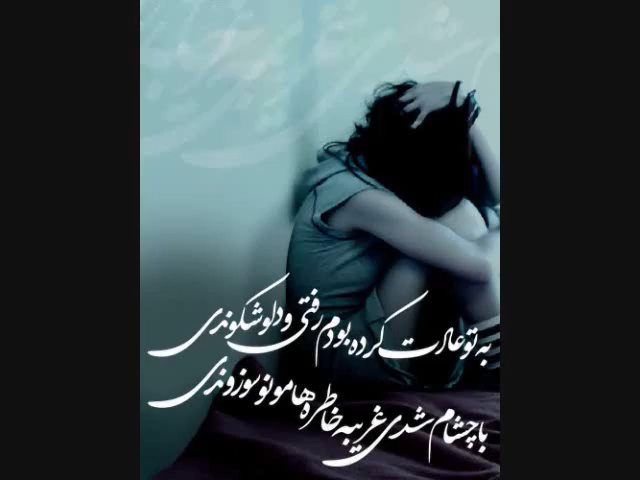 به تو عادت کرده بودم رفتی و دلو شکوندی
با چشام شدی غریبه خاطره هامونو سوزوندی